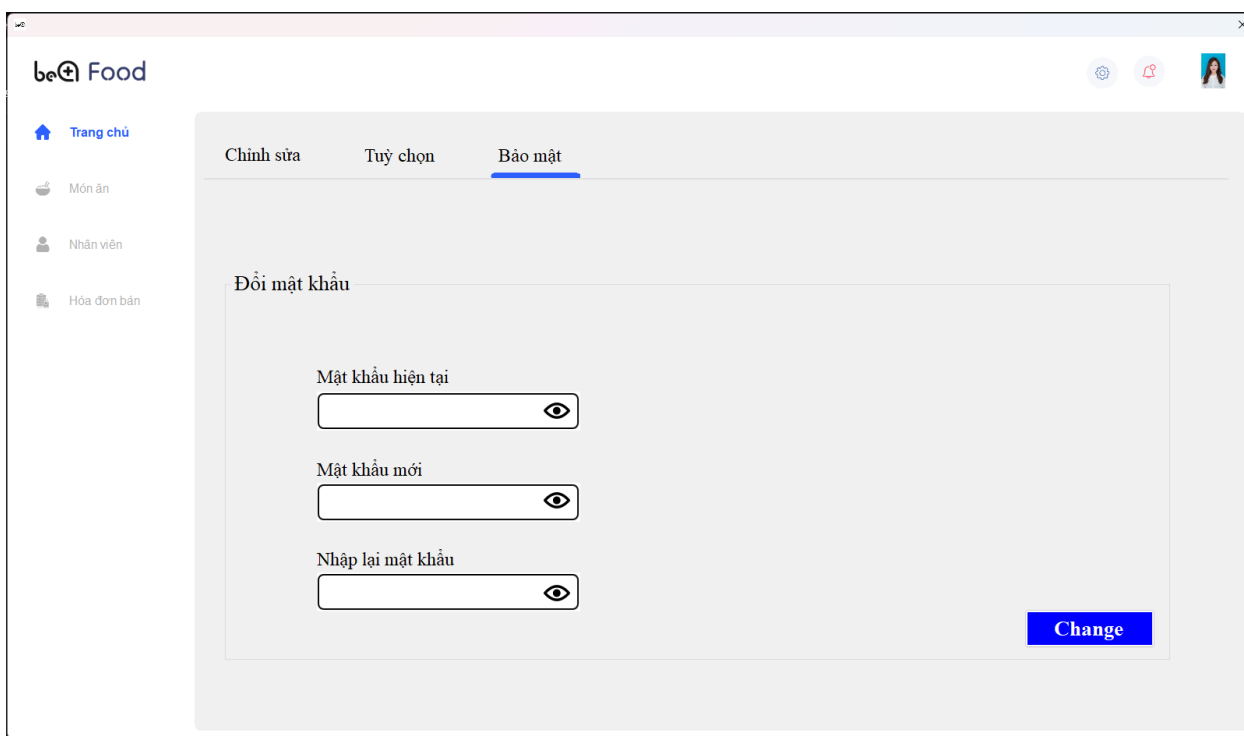 be Food
Trang chủ
Món ăn
Nhân viên
Hóa đơn bán
Chỉnh sửa
Tuỳ chọn
Bảo mật
Đổi mật khẩu
Mật khẩu hiện tại
Mật khẩu mới
Nhập lại mật khẩu
Change